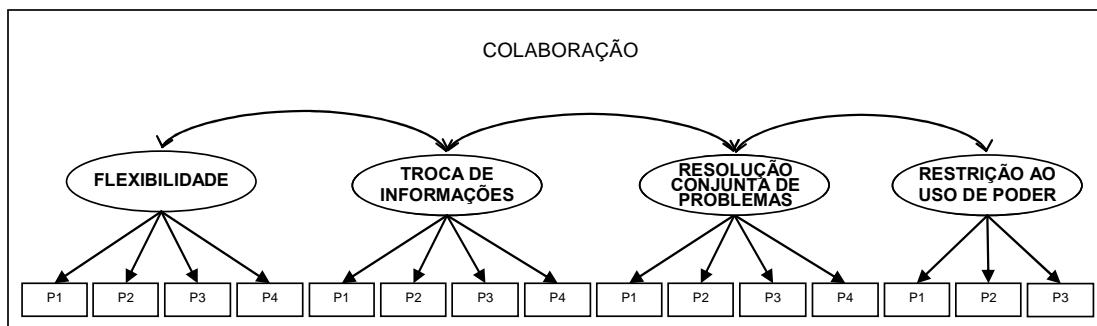 COLABORAÇÃO
FLEXIBILIDADE
TROCA DE
INFORMAÇÕES
RESOLUÇÃO
CONJUNTA DE
PROBLEMAS
RESTRIÇÃO AO
USO DE PODER
P1 P2 P3 P4 P1 P2 P3 P4 P1 P2 P3 P4 P1 P2 P3